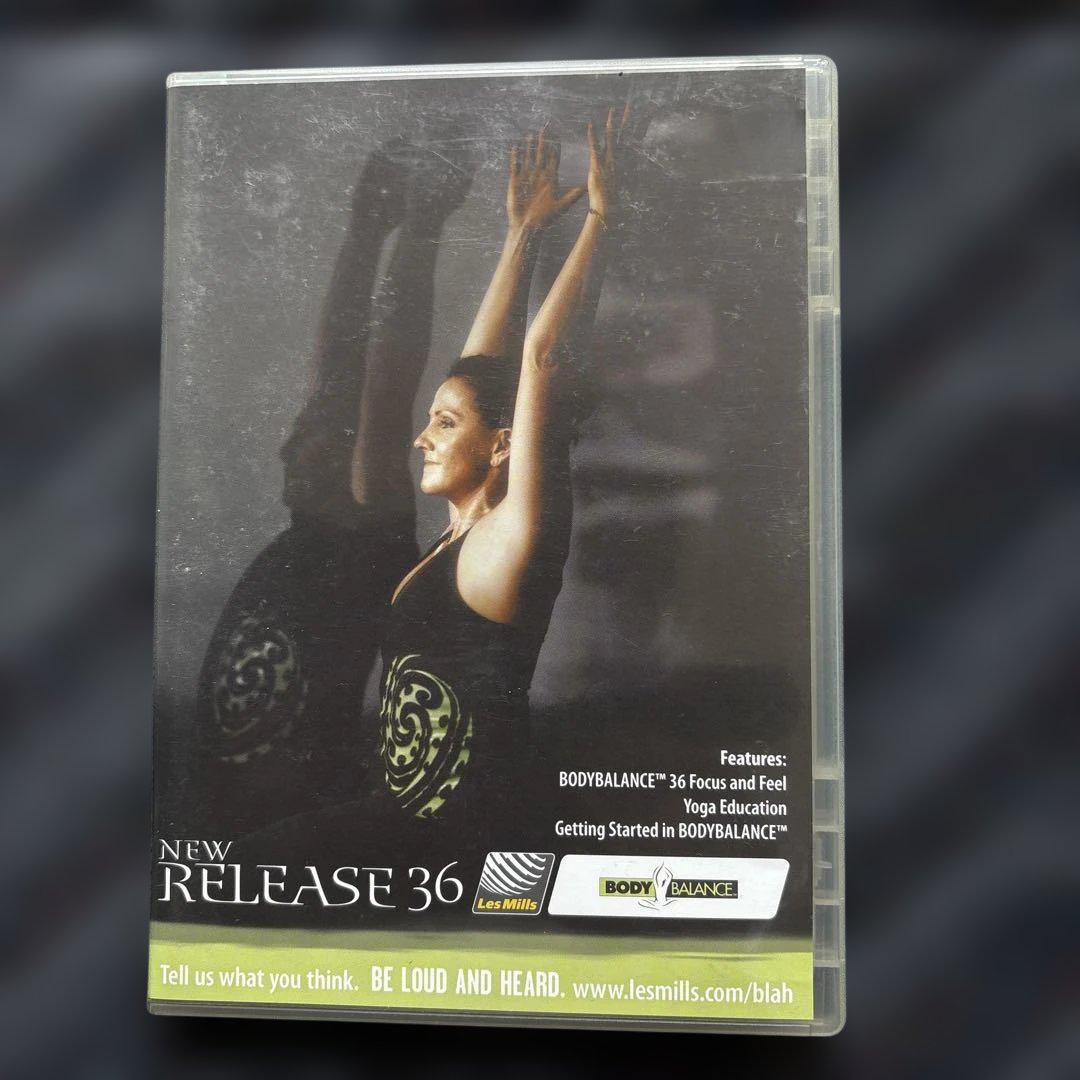 Features:
BODYBALANCE™ 36 Focus and Feel
Yoga Education
Getting Started in BODYBALANCE™
NEW
RELEASE 36
Les Mills
BODY BALANCE™
Tell us what you think. BE LOUD AND HEARD. www.lesmills.com/blah